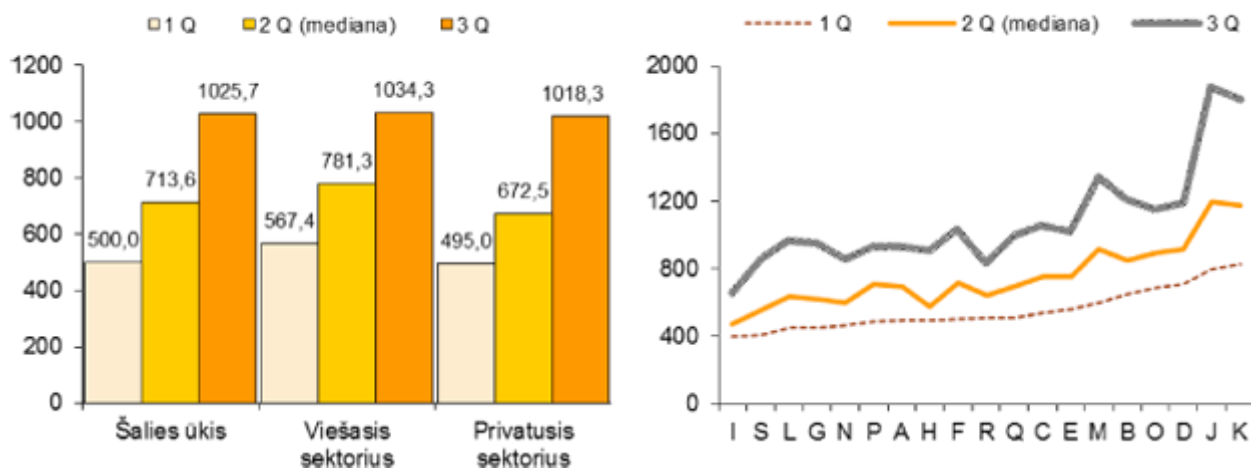 1 Q 2 Q (mediana) 3 Q
1200
1000
800
600
400
200
0
500,0
713,6
1025,7
567,4
781,3
1034,3
495,0
672,5
1018,3
Šalies ūkis
Viešasis
sektorius
Privatusis
sektorius
1 Q 2 Q (mediana) 3 Q
2000
1600
1200
800
400
0
I S L G N P A H F R Q C E M B O D J K